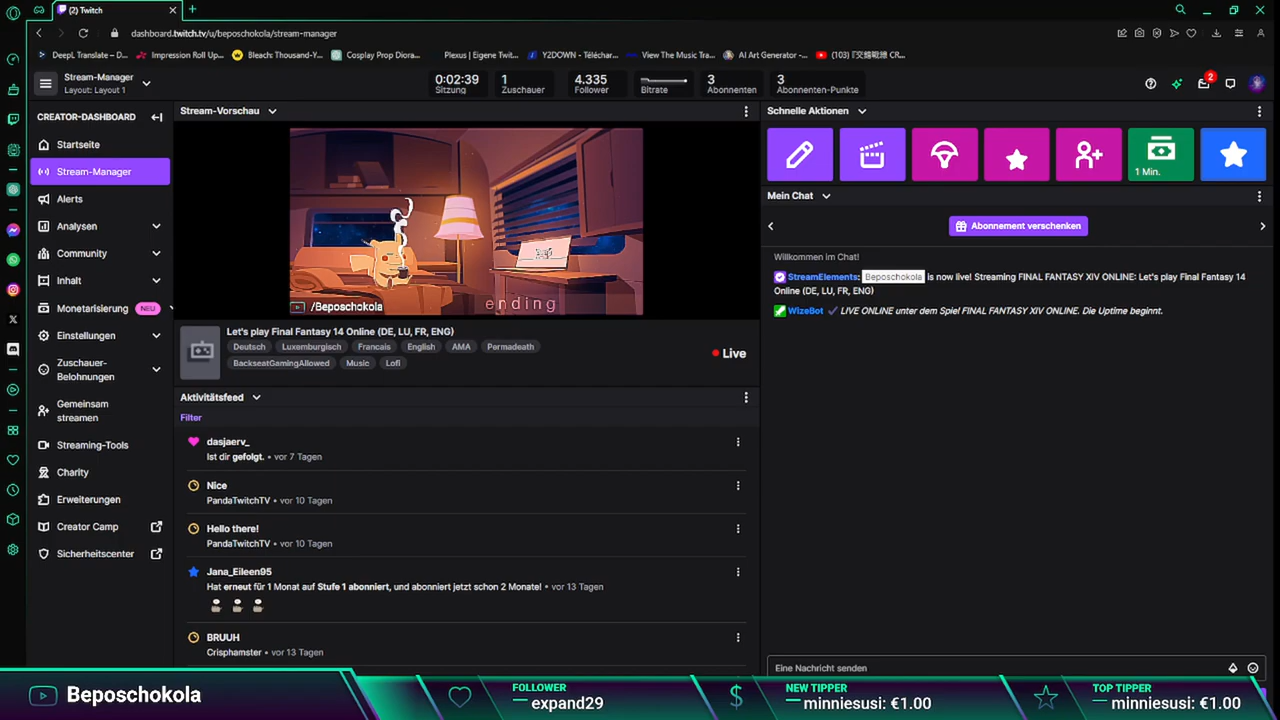 (2) Twitch
dashboard.twitch.tv/u/beposchokola/stream-manager
DeepL Translate – D...
Impression Roll Up...
Bleach: Thousand-Y...
Cosplay Prop Diora...
Plexus | Eigene Twit...
Y2DOWN - Téléchar...
View The Music Tra...
AI Art Generator -...
CR...
Stream-Manager
Layout: Layout 1
0:02:39
Sitzung
1
Zuschauer
4.335
Follower
Bitrate
3
Abonnenten
3
Abonnenten-Punkte
2
CREATOR-DASHBOARD
Startseite
Stream-Manager
Alerts
Analysen
Community
Inhalt
Monetarisierung NEU
Einstellungen
Zuschauer-
Belohnungen
Gemeinsam
streamen
Streaming-Tools
Charity
Erweiterungen
Creator Camp
Sicherheitscenter
Stream-Vorschau
/Beposchokola
ending
Let's play Final Fantasy 14 Online (DE, LU, FR, ENG)
Deutsch Luxemburgisch Francais English AMA Permadeath
BackseatGamingAllowed Music Lofi
Live
Aktivitätsfeed
Filter
dasjaerv_
Ist dir gefolgt. • vor 7 Tagen
Nice
PandaTwitchTV • vor 10 Tagen
Hello there!
PandaTwitchTV • vor 10 Tagen
Jana_Eileen95
Hat erneut für 1 Monat auf Stufe 1 abonniert, und abonniert jetzt schon 2 Monate! • vor 13 Tagen
BRUUH
Crisphamster • vor 13 Tagen
Schnelle Aktionen
1 Min.
Mein Chat
Abonnement verschenken
Willkommen im Chat!
StreamElements: Beposchokola is now live! Streaming FINAL FANTASY XIV ONLINE: Let's play Final Fantasy 14
Online (DE, LU, FR, ENG)
WizeBot LIVE ONLINE unter dem Spiel FINAL FANTASY XIV ONLINE. Die Uptime beginnt.
Eine Nachricht senden
Beposchokola
FOLLOWER
expand29
NEW TIPPER
minniesusi: €1.00
TOP TIPPER
minniesusi: €1.00